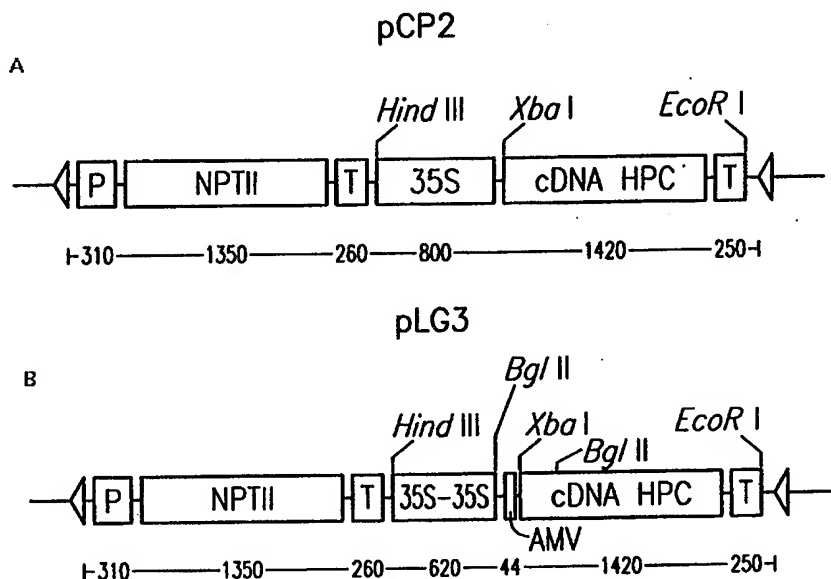 pCP2
A
Hind III
Xba I
EcoR I
P
NPTII
T
35S
cDNA HPC
T
310
1350
260
800
1420
250
pLG3
B
Bgl II
Hind III
Xba I
Bgl II
EcoR I
P
NPTII
T
35S-35S
cDNA HPC
T
AMV
310
1350
260
620
44
1420
250